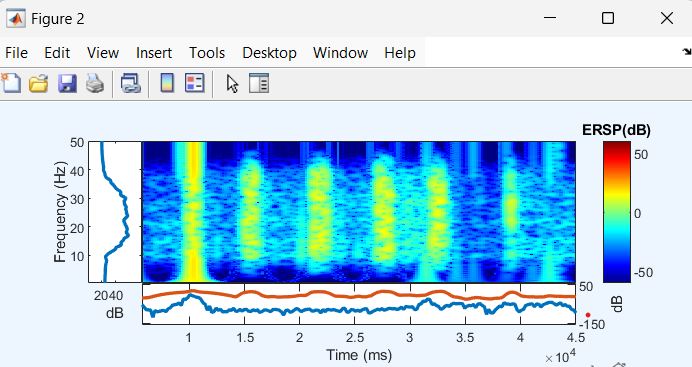 Figure 2
File Edit View Insert Tools Desktop Window Help
ERSP(dB)
50
40
30
20
10
Frequency (Hz)
50
0
-50
2040
dB
50
-150
dB
1 1.5 2 2.5 3 3.5 4 4.5
Time (ms)
×10^4